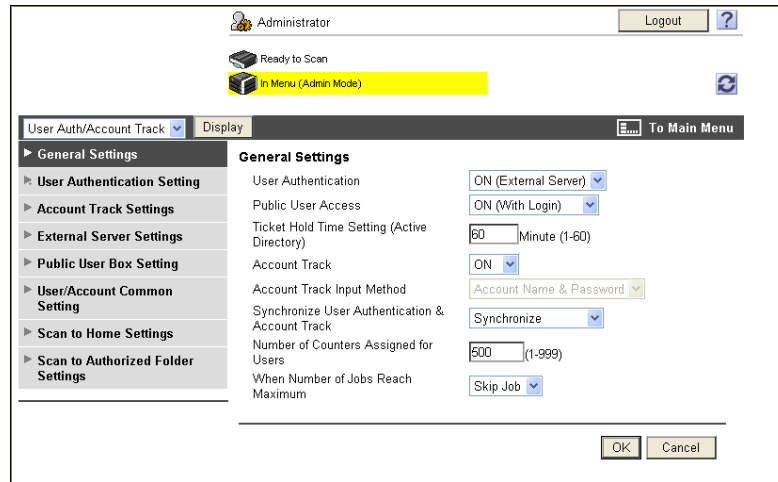 Administrator
Logout
?
Ready to Scan
In Menu (Admin Mode)
User Auth/Account Track
Display
To Main Menu
General Settings
User Authentication Setting
Account Track Settings
External Server Settings
Public User Box Setting
User/Account Common
Setting
Scan to Home Settings
Scan to Authorized Folder
Settings
General Settings
User Authentication
ON (External Server)
Public User Access
ON (With Login)
Ticket Hold Time Setting (Active
Directory)
60 Minute (1-60)
Account Track
ON
Account Track Input Method
Account Name & Password
Synchronize User Authentication &
Account Track
Synchronize
Number of Counters Assigned for
Users
500 (1-999)
When Number of Jobs Reach
Maximum
Skip Job
OK
Cancel